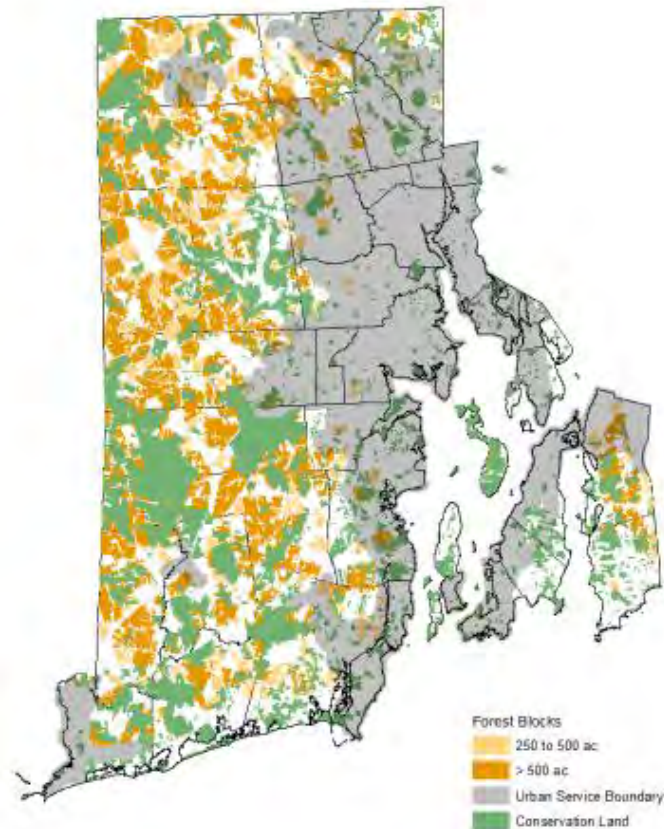 Forest Blocks
250 to 500 ac
> 500 ac
Urban Service Boundary
Conservation Land